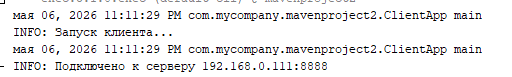 мая 06, 2026 11:11:29 PM com.mycompany.mavenproject2.ClientApp main
INFO: Запуск клиента...
мая 06, 2026 11:11:29 PM com.mycompany.mavenproject2.ClientApp main
INFO: Подключено к серверу 192.168.0.111:8888